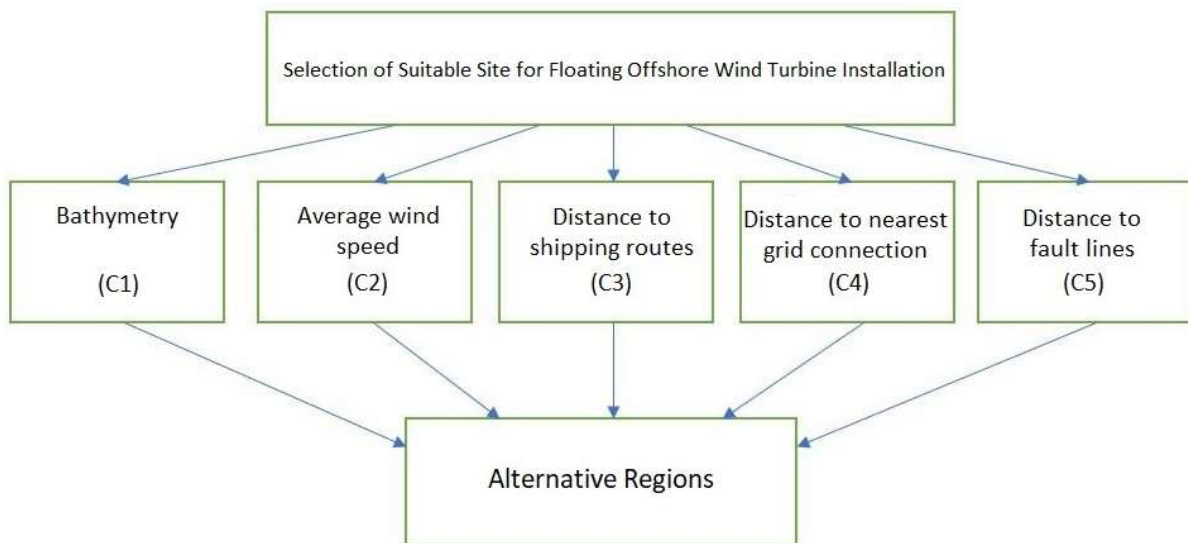 Selection of Suitable Site for Floating Offshore Wind Turbine Installation
Bathymetry
(C1)
Average wind
speed
(C2)
Distance to
shipping routes
(C3)
Distance to nearest
grid connection
(C4)
Distance to
fault lines
(C5)
Alternative Regions